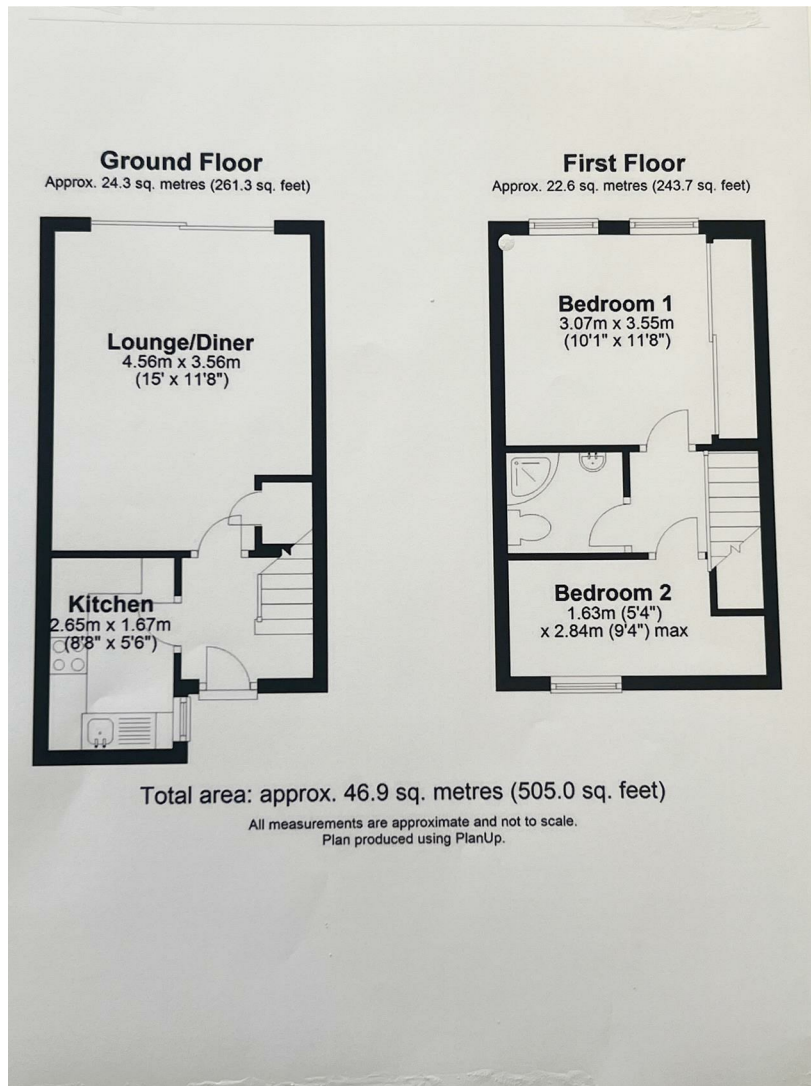 Ground Floor
Approx. 24.3 sq. metres (261.3 sq. feet)
Lounge/Diner
4.56m x 3.56m
(15' x 11'8")
Kitchen
2.65m x 1.67m
(8'8" x 5'6")
First Floor
Approx. 22.6 sq. metres (243.7 sq. feet)
Bedroom 1
3.07m x 3.55m
(10'1" x 11'8")
Bedroom 2
1.63m (5'4")
x 2.84m (9'4") max
Total area: approx. 46.9 sq. metres (505.0 sq. feet)
All measurements are approximate and not to scale.
Plan produced using PlanUp.